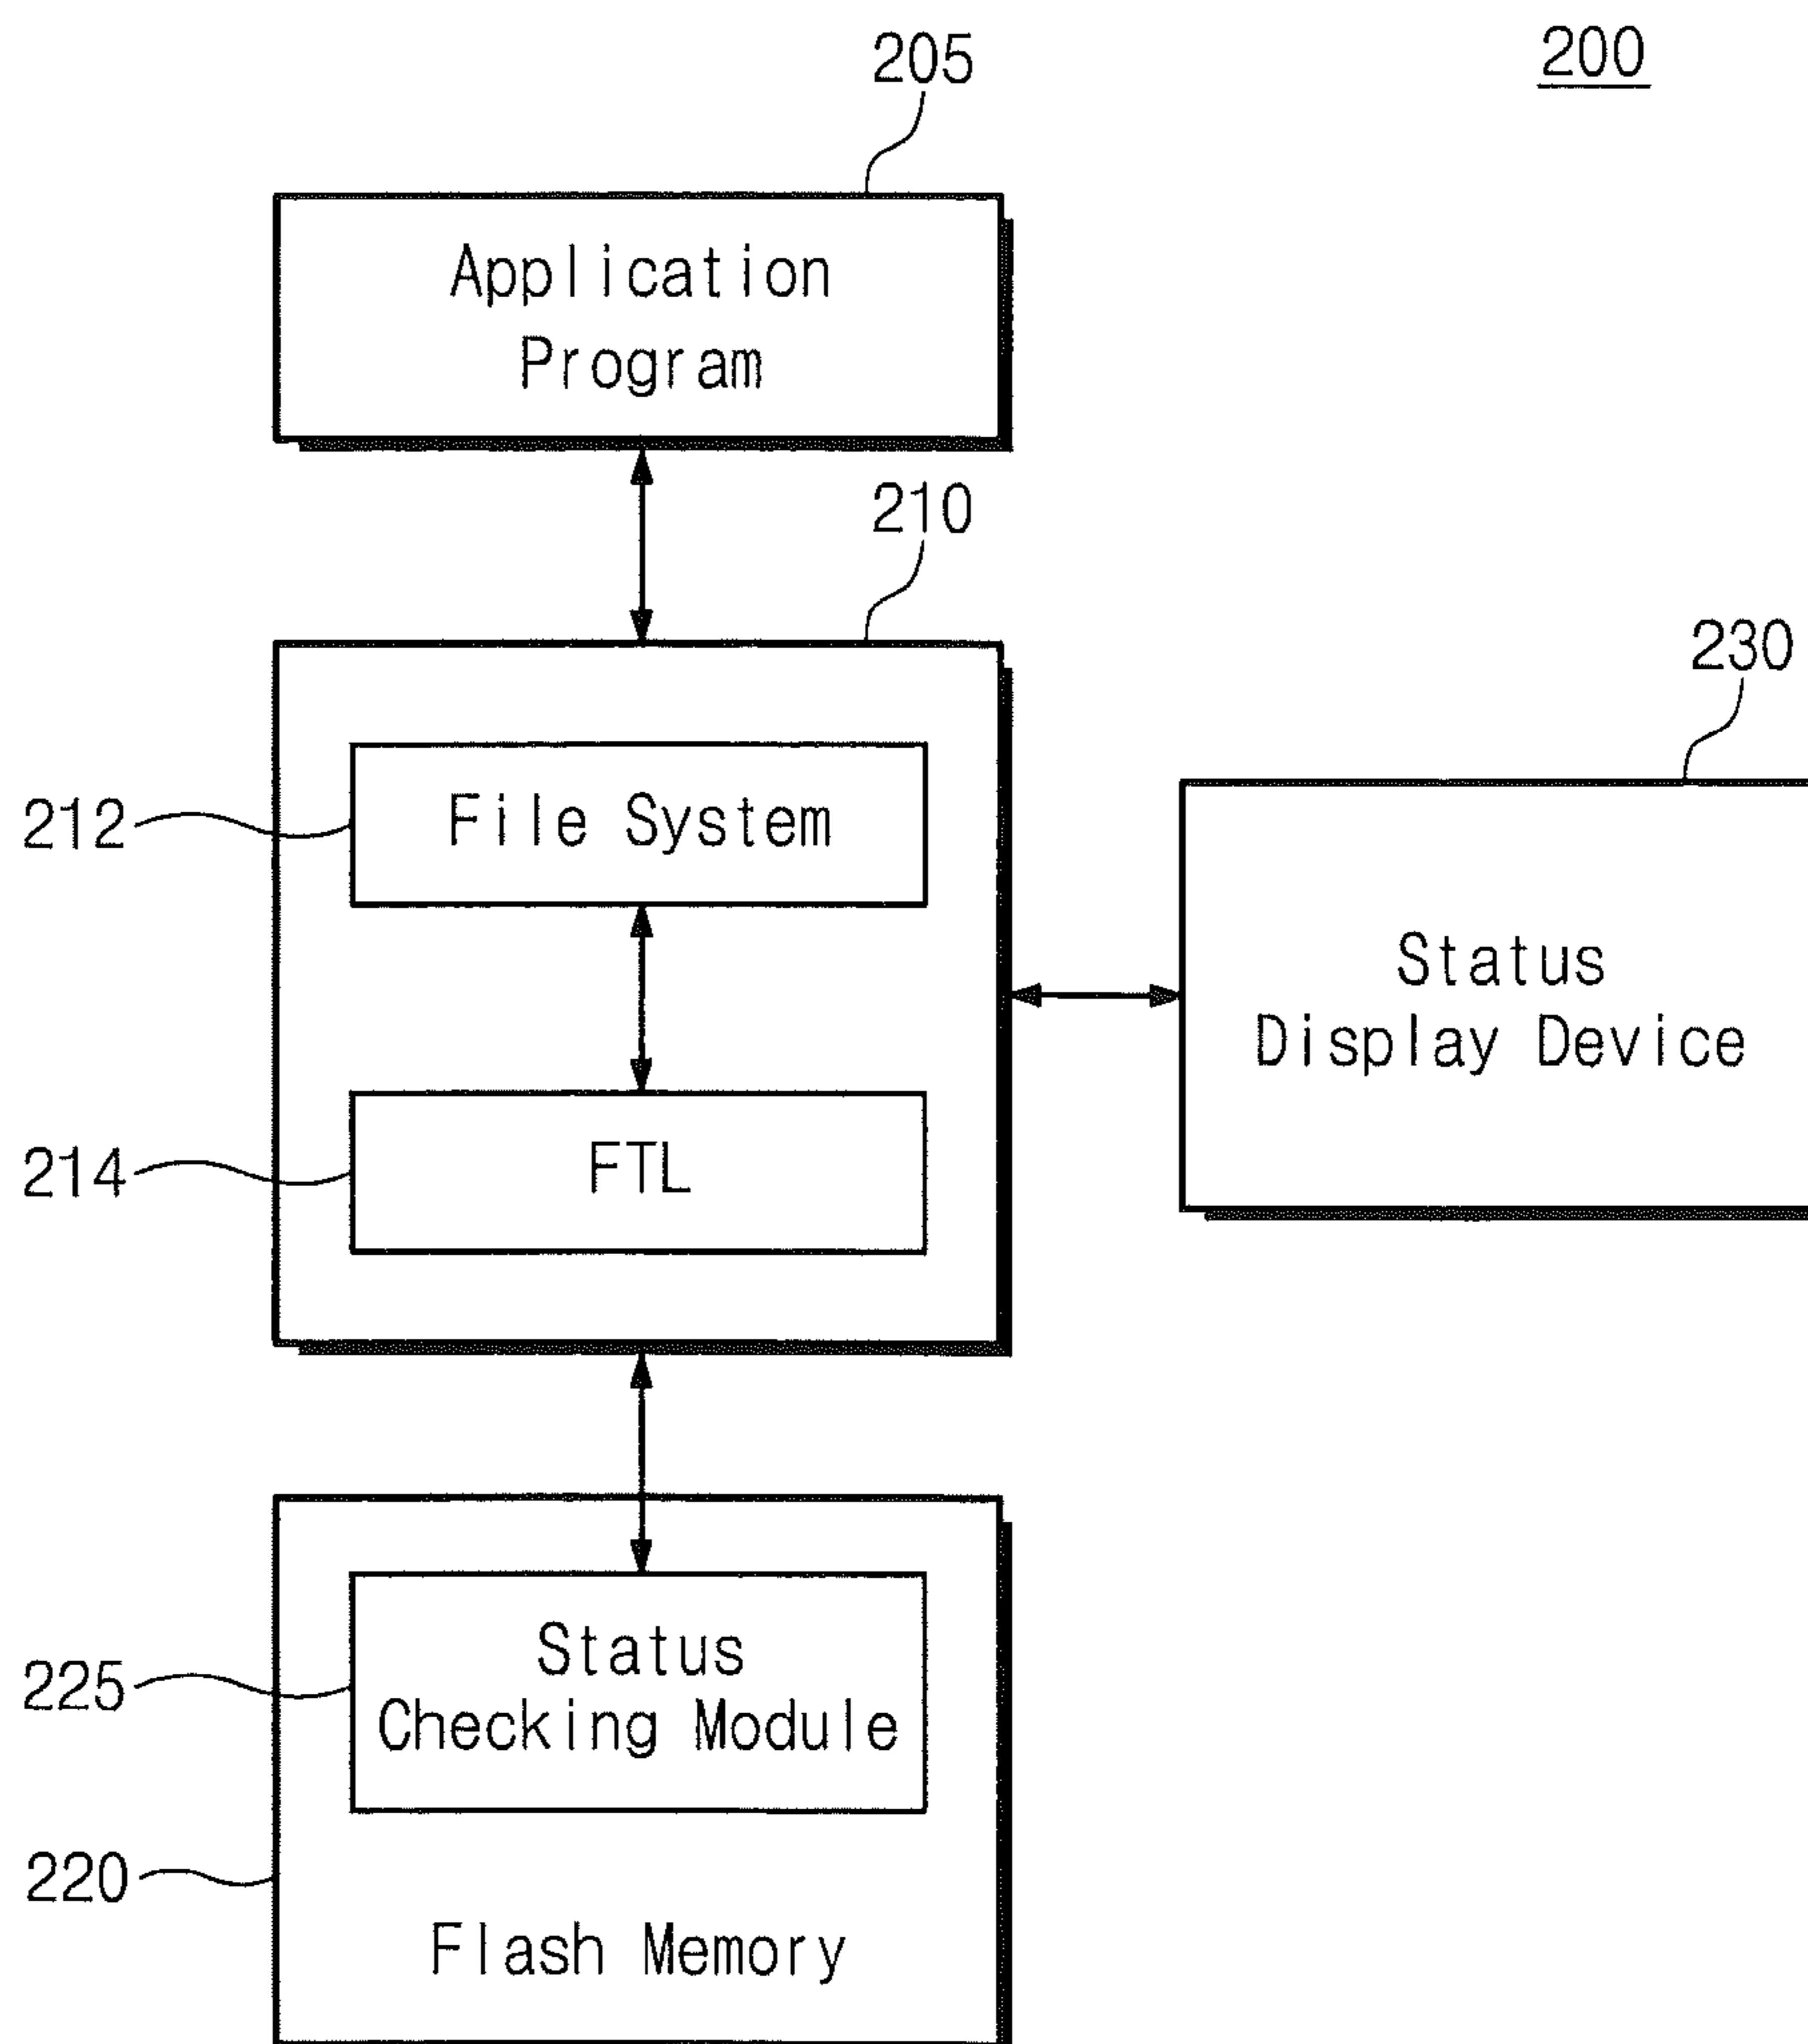 200
205
Application
Program
210
212
File System
214
FTL
230
Status
Display Device
225
Status
Checking Module
220
Flash Memory